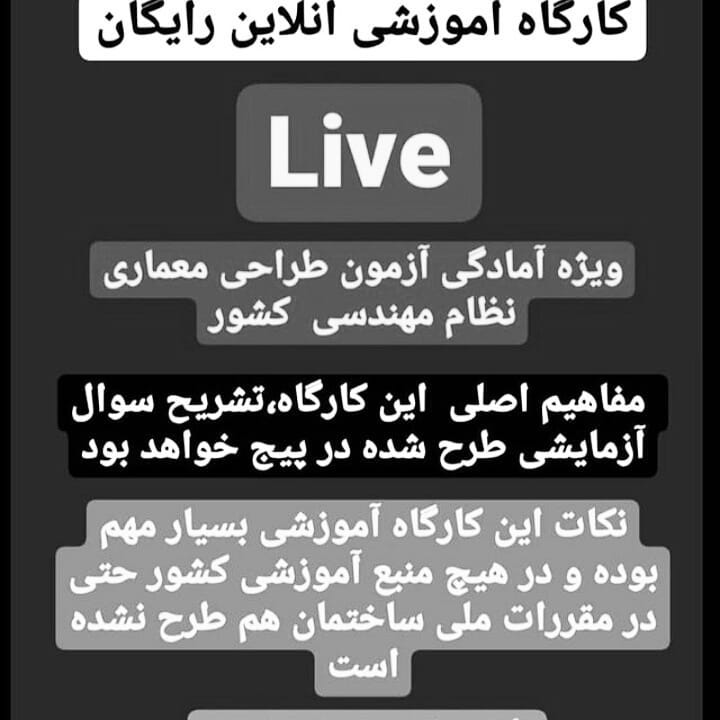 کارگاه آموزشی آنلاین رایگان
Live
ویژه آمادگی آزمون طراحی معماری
نظام مهندسی کشور
مفاهیم اصلی این کارگاه،تشریح سوال
آزمایشی طرح شده در پیج خواهد بود
نکات این کارگاه آموزشی بسیار مهم
بوده و در هیچ منبع آموزشی کشور حتی
در مقررات ملی ساختمان هم طرح نشده
است